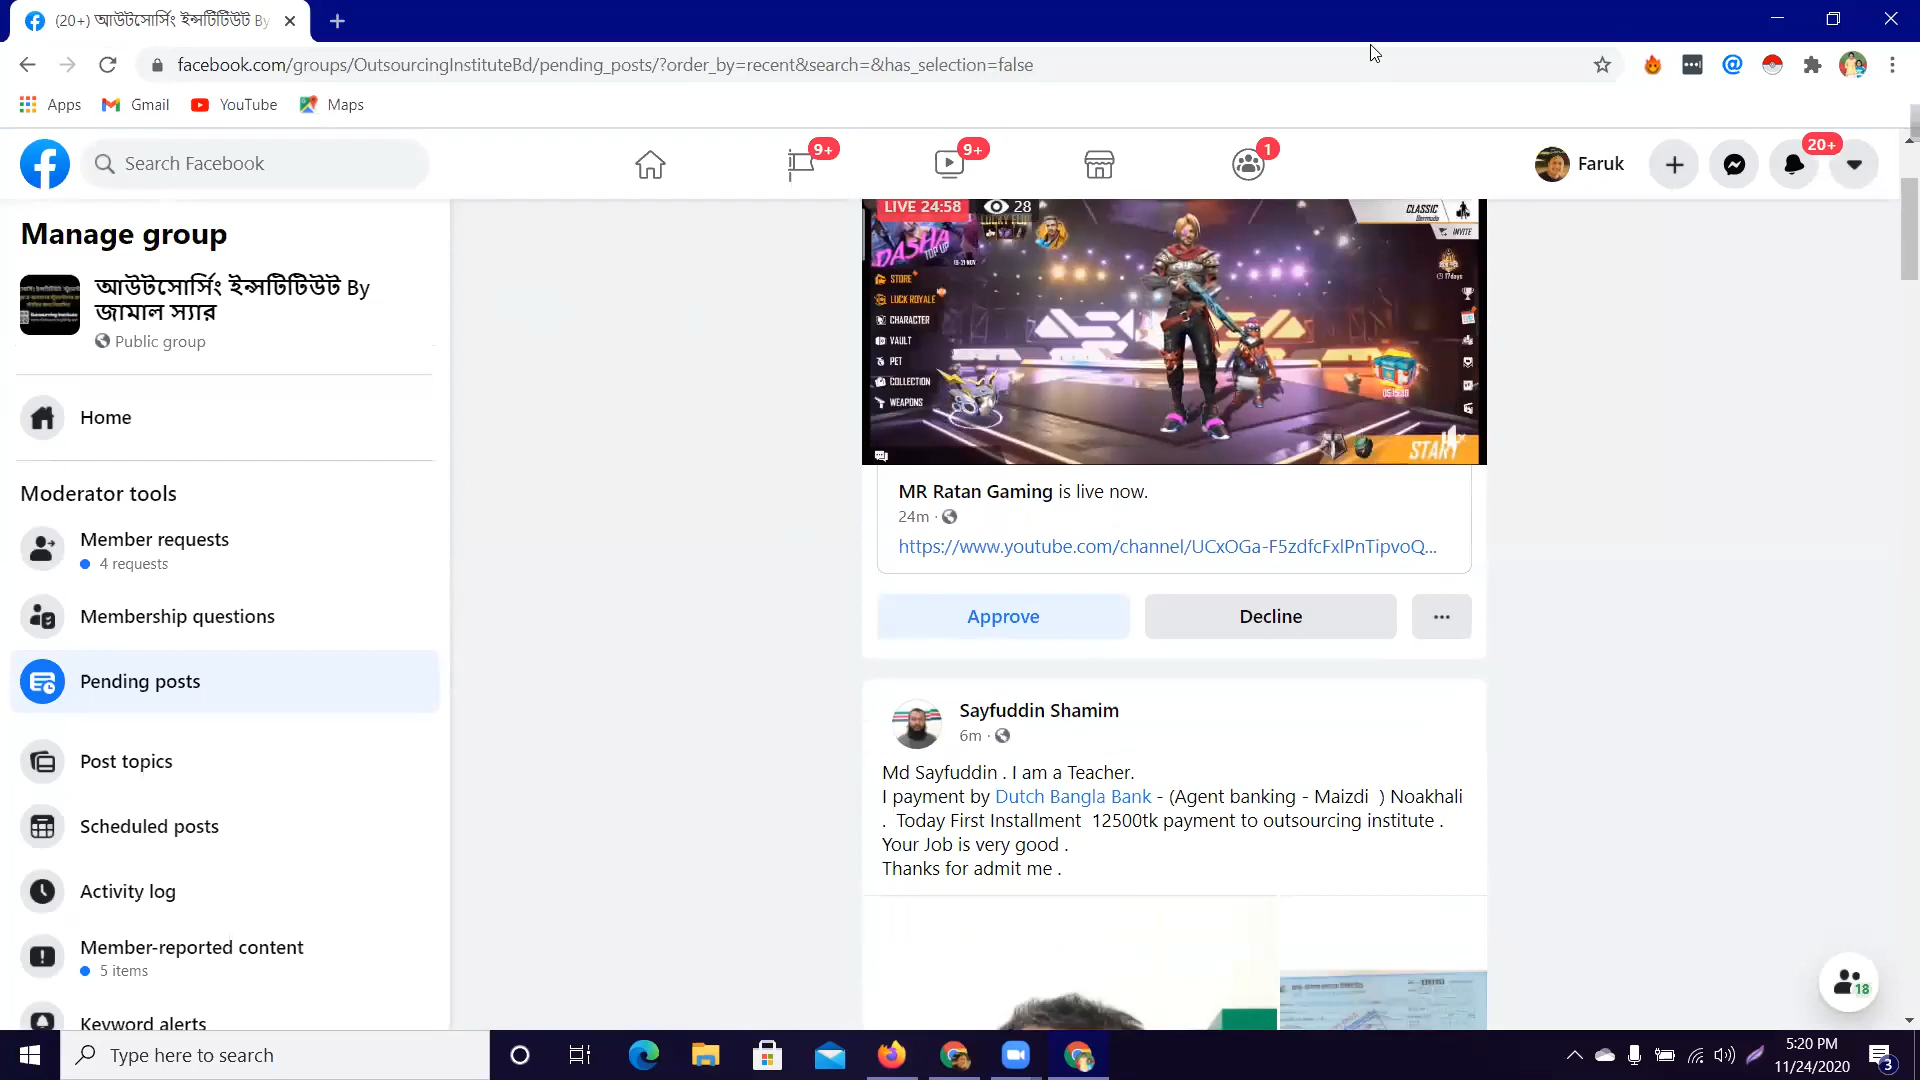 (20+) আউটসোর্সিং ইন্সটিটিউট By
facebook.com/groups/OutsourcingInstituteBd/pending_posts/?order_by=recent&search=&has_selection=false
Apps Gmail YouTube Maps
Search Facebook
9+
9+
1
Faruk
20+
Manage group
আউটসোর্সিং ইন্সটিটিউট By
জামাল স্যার
Public group
Home
Moderator tools
Member requests
4 requests
Membership questions
Pending posts
Post topics
Scheduled posts
Activity log
Member-reported content
5 items
Keyword alerts
LIVE 24:58 28
DASHA
TOP UP
STORE
LUCK ROYALE
CHARACTER
VAULT
PET
COLLECTION
WEAPONS
CLASSIC
Bermuda
INVITE
17days
START
MR Ratan Gaming is live now.
24m ·
https://www.youtube.com/channel/UCxOGa-F5zdfcFxlPnTipvoQ...
Approve Decline ...
Sayfuddin Shamim
6m ·
Md Sayfuddin . I am a Teacher.
I payment by Dutch Bangla Bank - (Agent banking - Maizdi ) Noakhali
. Today First Installment 12500tk payment to outsourcing institute .
Your Job is very good .
Thanks for admit me .
18
Type here to search
5:20 PM
11/24/2020
3